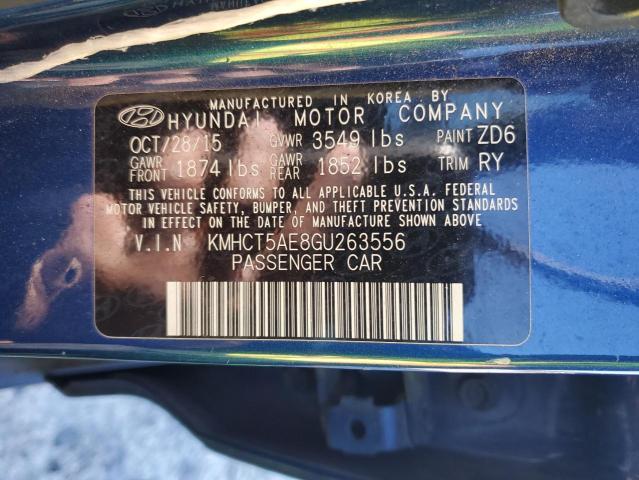 MANUFACTURED IN KOREA BY
HYUNDAI MOTOR COMPANY
OCT/28/15 GVWR 3549 lbs PAINT ZD6
GAWR FRONT 1874 lbs GAWR REAR 1852 lbs TRIM RY
THIS VEHICLE CONFORMS TO ALL APPLICABLE U.S.A. FEDERAL
MOTOR VEHICLE SAFETY, BUMPER, AND THEFT PREVENTION STANDARDS
IN EFFECT ON THE DATE OF MANUFACTURE SHOWN ABOVE.
V.I.N KMHCT5AE8GU263556
PASSENGER CAR